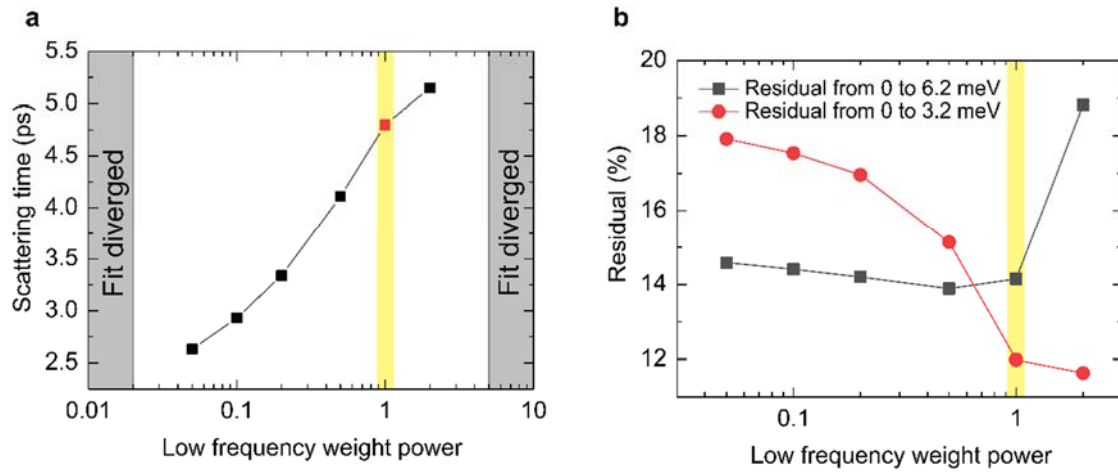 a
5.5
5.0
4.5
4.0
3.5
3.0
2.5
Scattering time (ps)
Fit diverged
Fit diverged
0.01
0.1
1
10
Low frequency weight power
b
20
18
16
14
12
Residual (%)
Residual from 0 to 6.2 meV
Residual from 0 to 3.2 meV
0.1
1
Low frequency weight power